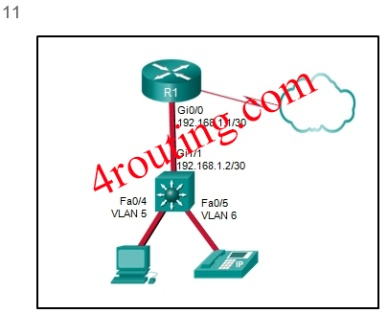 11
R1
Gi0/0
192.168.1.1/30
4routing.com
Gi1/1
192.168.1.2/30
Fa0/4
VLAN 5
Fa0/5
VLAN 6
IP